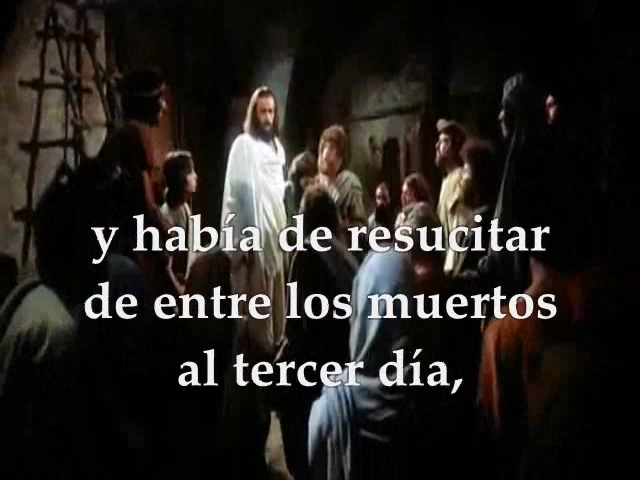 y había de resucitar
de entre los muertos
al tercer día,